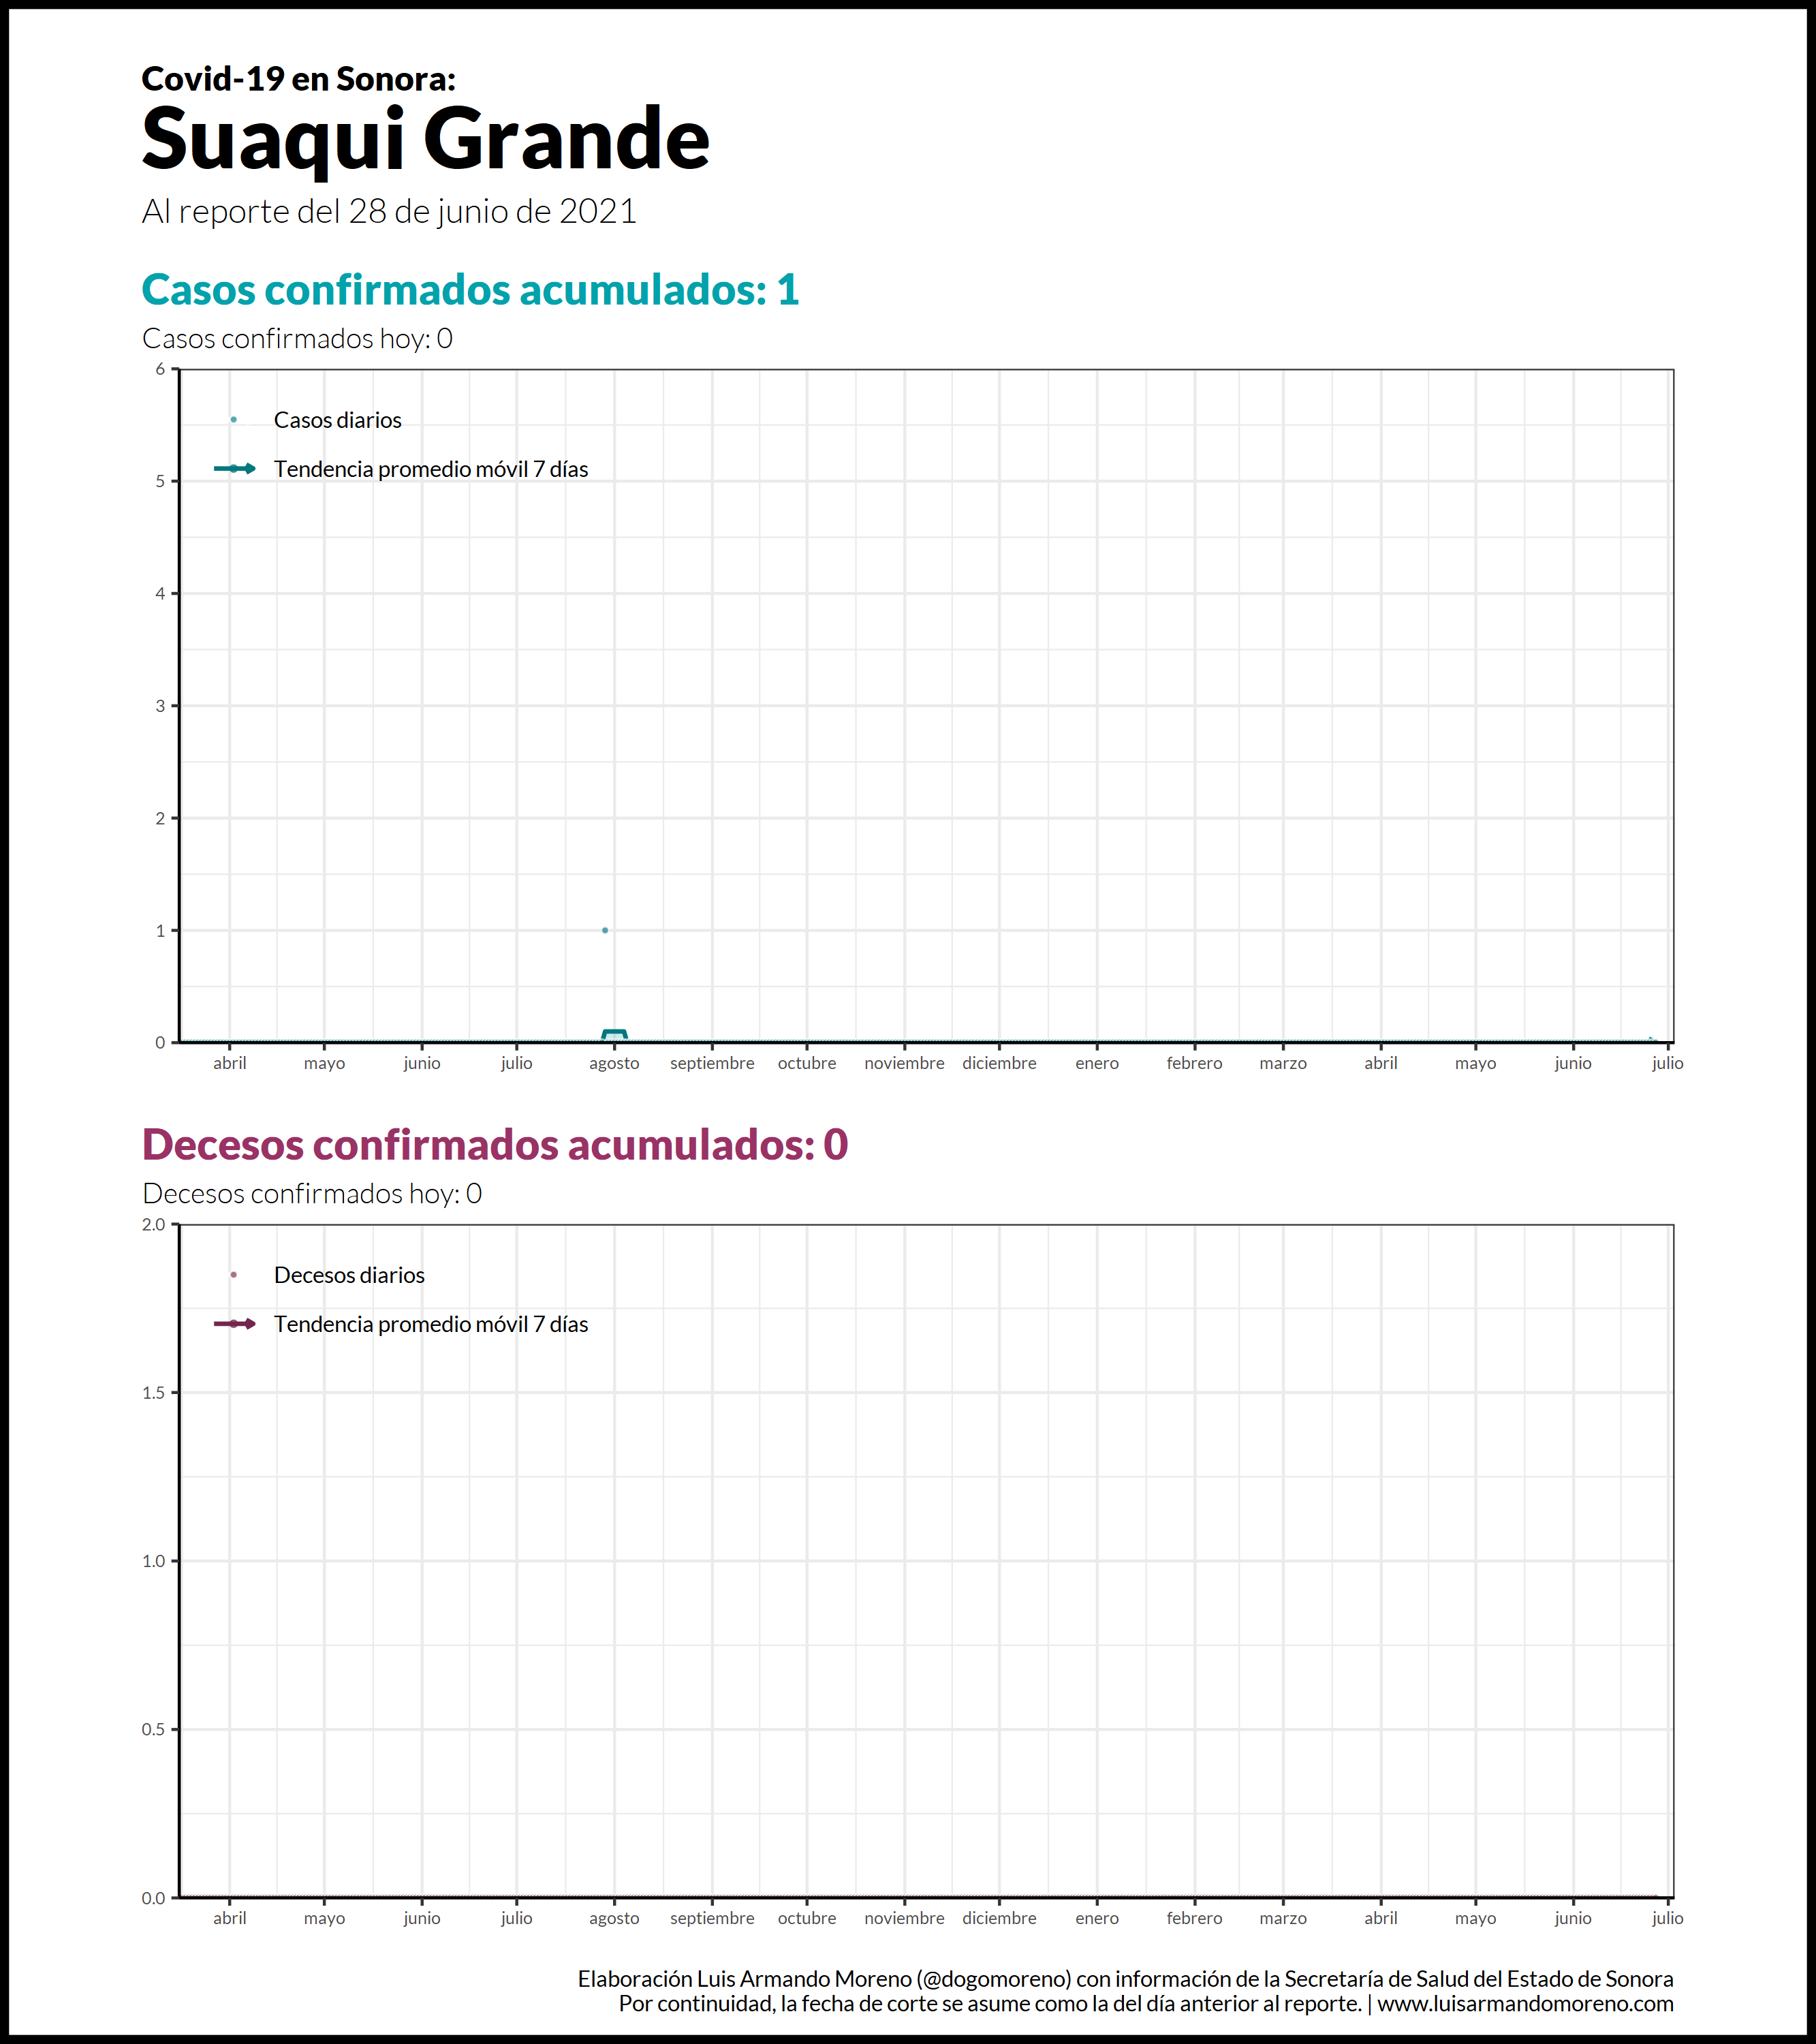 Covid-19 en Sonora:
Suaqui Grande
Al reporte del 28 de junio de 2021
Casos confirmados acumulados: 1
Casos confirmados hoy: 0
6
Casos diarios
Tendencia promedio móvil 7 días
5
4
3
2
1
0
abril mayo junio julio agosto septiembre octubre noviembre diciembre enero febrero marzo abril mayo junio julio
Decesos confirmados acumulados: 0
Decesos confirmados hoy: 0
2.0
Decesos diarios
Tendencia promedio móvil 7 días
1.5
1.0
0.5
0.0
abril mayo junio julio agosto septiembre octubre noviembre diciembre enero febrero marzo abril mayo junio julio
Elaboración Luis Armando Moreno (@dogomoreno) con información de la Secretaría de Salud del Estado de Sonora
Por continuidad, la fecha de corte se asume como la del día anterior al reporte. | www.luisarmandomoreno.com